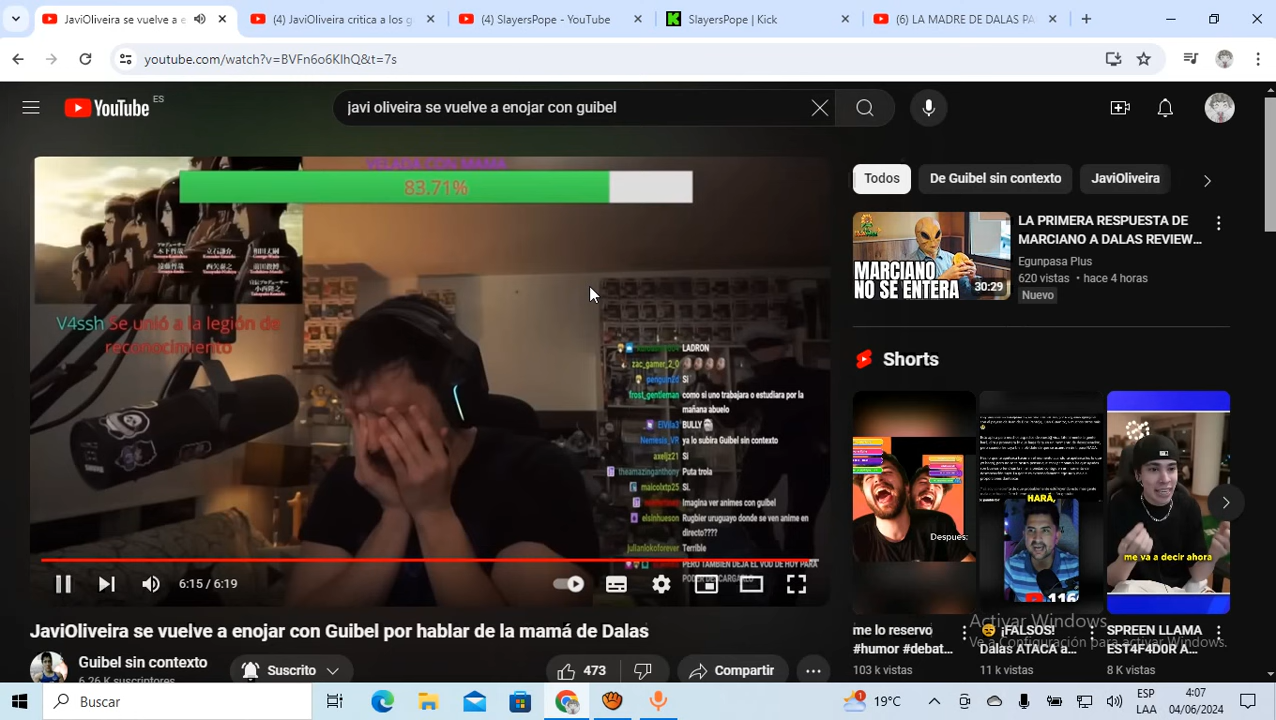 JaviOliveira se vuelve a e
(4) JaviOliveira critica a los g
(4) SlayersPope - YouTube
SlayersPope | Kick
(6) LA MADRE DE DALAS PA
youtube.com/watch?v=BVFn6o6KIhQ&t=7s
YouTube ES
javi oliveira se vuelve a enojar con guibel
83.71%
V4ssh Se unió a la legión de
reconocimiento
LADRON
zac_gamer_2_0
penguin2d Si
frost_gentleman como si uno trabajara o estudiara por la
mañana abuelo
ElVila3 BULLY
Nemesis_VR ya lo subira Guibel sin contexto
axeljz21 Si
theamazinganthony Puta trola
maicolxtp25 Si.
Imagina ver animes con guibel
elsinhueson Rugbier uruguayo donde se ven anime en
directo????
julianlokoforever Terrible
PERO TAMBIEN DEJA EL VOD DE HOY PARA
PODER DESCARGARLO
6:15 / 6:19
JaviOliveira se vuelve a enojar con Guibel por hablar de la mamá de Dalas
Guibel sin contexto
6.26 K suscriptores
Suscrito
473
Compartir
Todos
De Guibel sin contexto
JaviOliveira
MARCIANO
NO SE ENTERA
30:29
LA PRIMERA RESPUESTA DE
MARCIANO A DALAS REVIEW...
Egunpasa Plus
620 vistas • hace 4 horas
Nuevo
Shorts
Despues:
HARÁ,
116
me va a decir ahora
me lo reservo
#humor #debat...
103 k vistas
¡FALSOS!
Dalas ATACA a...
11 k vistas
SPREEN LLAMA
EST4F4D0R A...
8 K vistas
Activar Windows
Ve a Configuración para activar Windows.
Buscar
19°C
ESP
LAA
4:07
04/06/2024